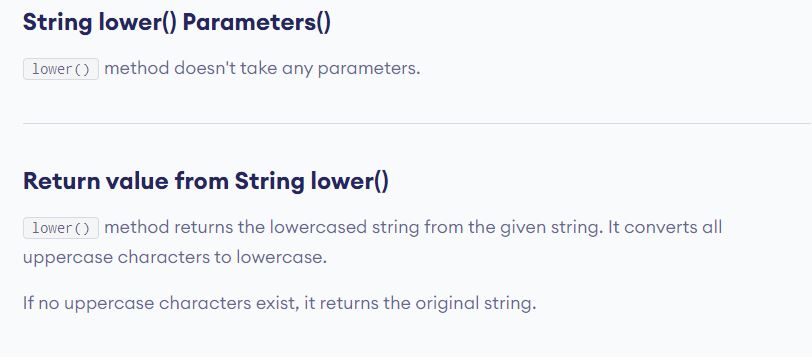 String lower() Parameters()
lower() method doesn't take any parameters.
Return value from String lower()
lower() method returns the lowercased string from the given string. It converts all
uppercase characters to lowercase.
If no uppercase characters exist, it returns the original string.